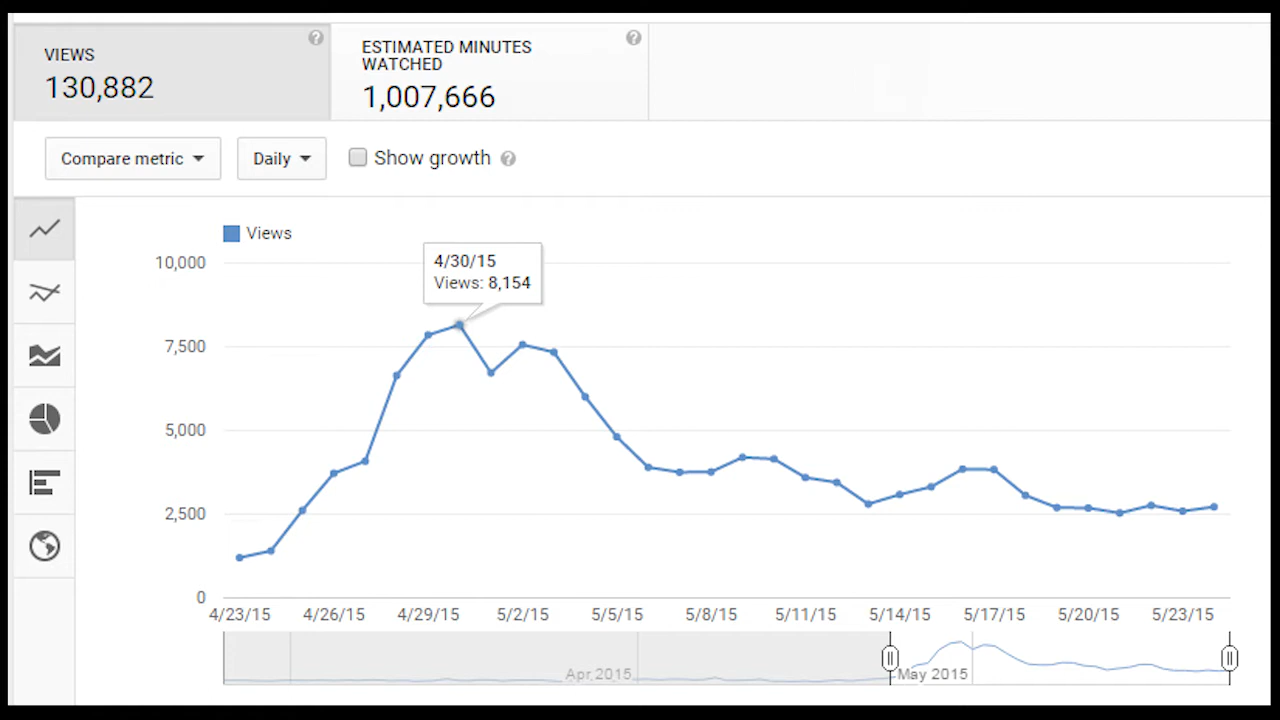 VIEWS
130,882
ESTIMATED MINUTES
WATCHED
1,007,666
Compare metric
Daily
Show growth
Views
4/30/15
Views: 8,154
10,000
7,500
5,000
2,500
0
4/23/15 4/26/15 4/29/15 5/2/15 5/5/15 5/8/15 5/11/15 5/14/15 5/17/15 5/20/15 5/23/15
Apr 2015 May 2015